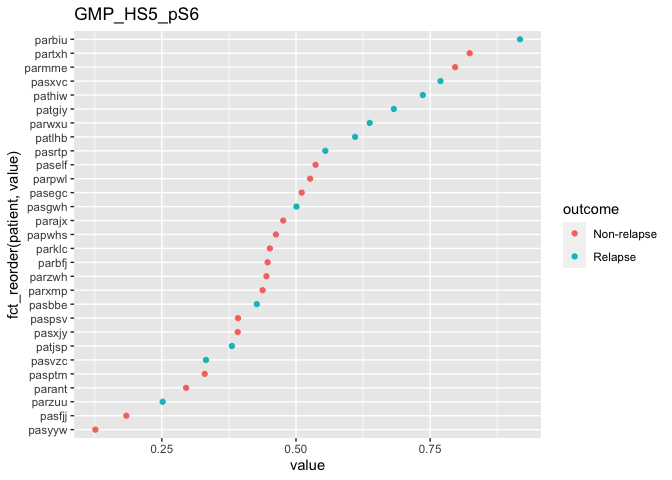 GMP_HS5_pS6
fct_reorder(patient, value)
parbiu
partxh
parmme
pasxvc
pathiw
patgiy
parwxu
patlhb
pasrtp
paself
parpwl
pasegc
pasgwh
parajx
papwhs
parklc
parbfj
parzwh
parxmp
pasbbe
paspsv
pasxjy
patjsp
pasvzc
pasptm
parant
parzuu
pasfjj
pasyyw
0.25 0.50 0.75
value
outcome
Non-relapse
Relapse